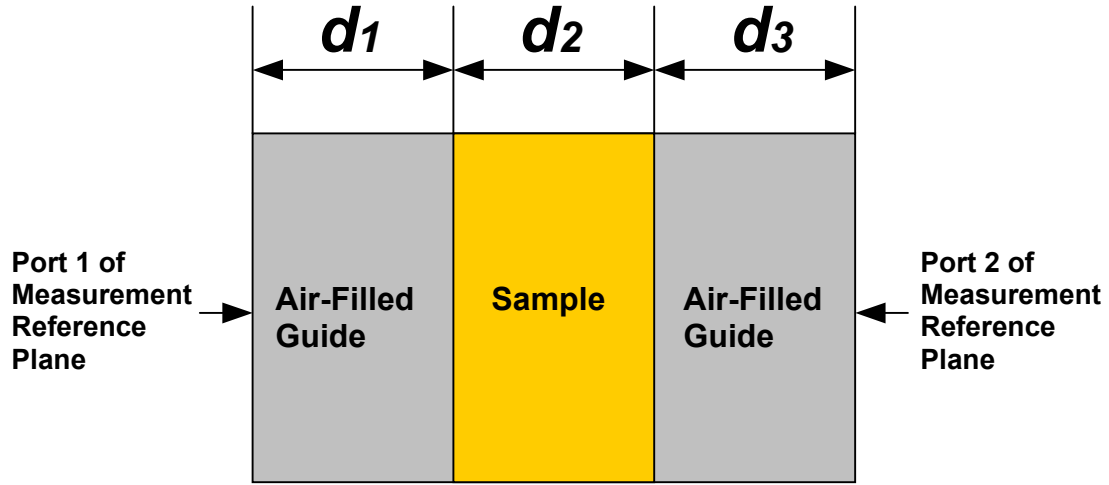 d1
d2
d3
Port 1 of
Measurement
Reference
Plane
Air-Filled
Guide
Sample
Air-Filled
Guide
Port 2 of
Measurement
Reference
Plane